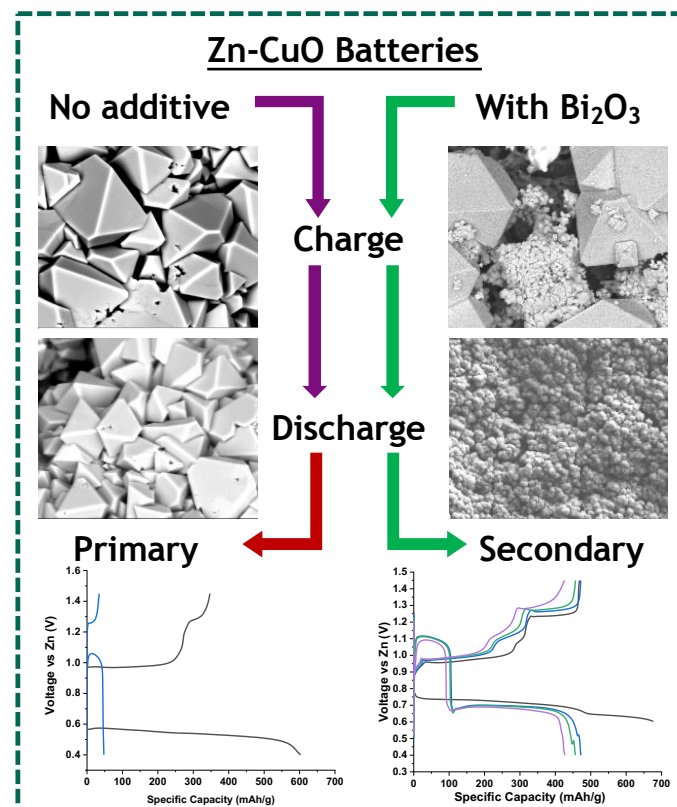 Zn-CuO Batteries
No additive
With Bi₂O₃
Charge
Discharge
Primary
Secondary
1.6
1.4
1.2
1.0
0.8
0.6
0.4
Voltage vs Zn (V)
0 100 200 300 400 500 600 700
Specific Capacity (mAh/g)
1.5
1.4
1.3
1.2
1.1
1.0
0.9
0.8
0.7
0.6
0.5
0.4
0.3
Voltage vs Zn (V)
0 100 200 300 400 500 600 700
Specific Capacity (mAh/g)